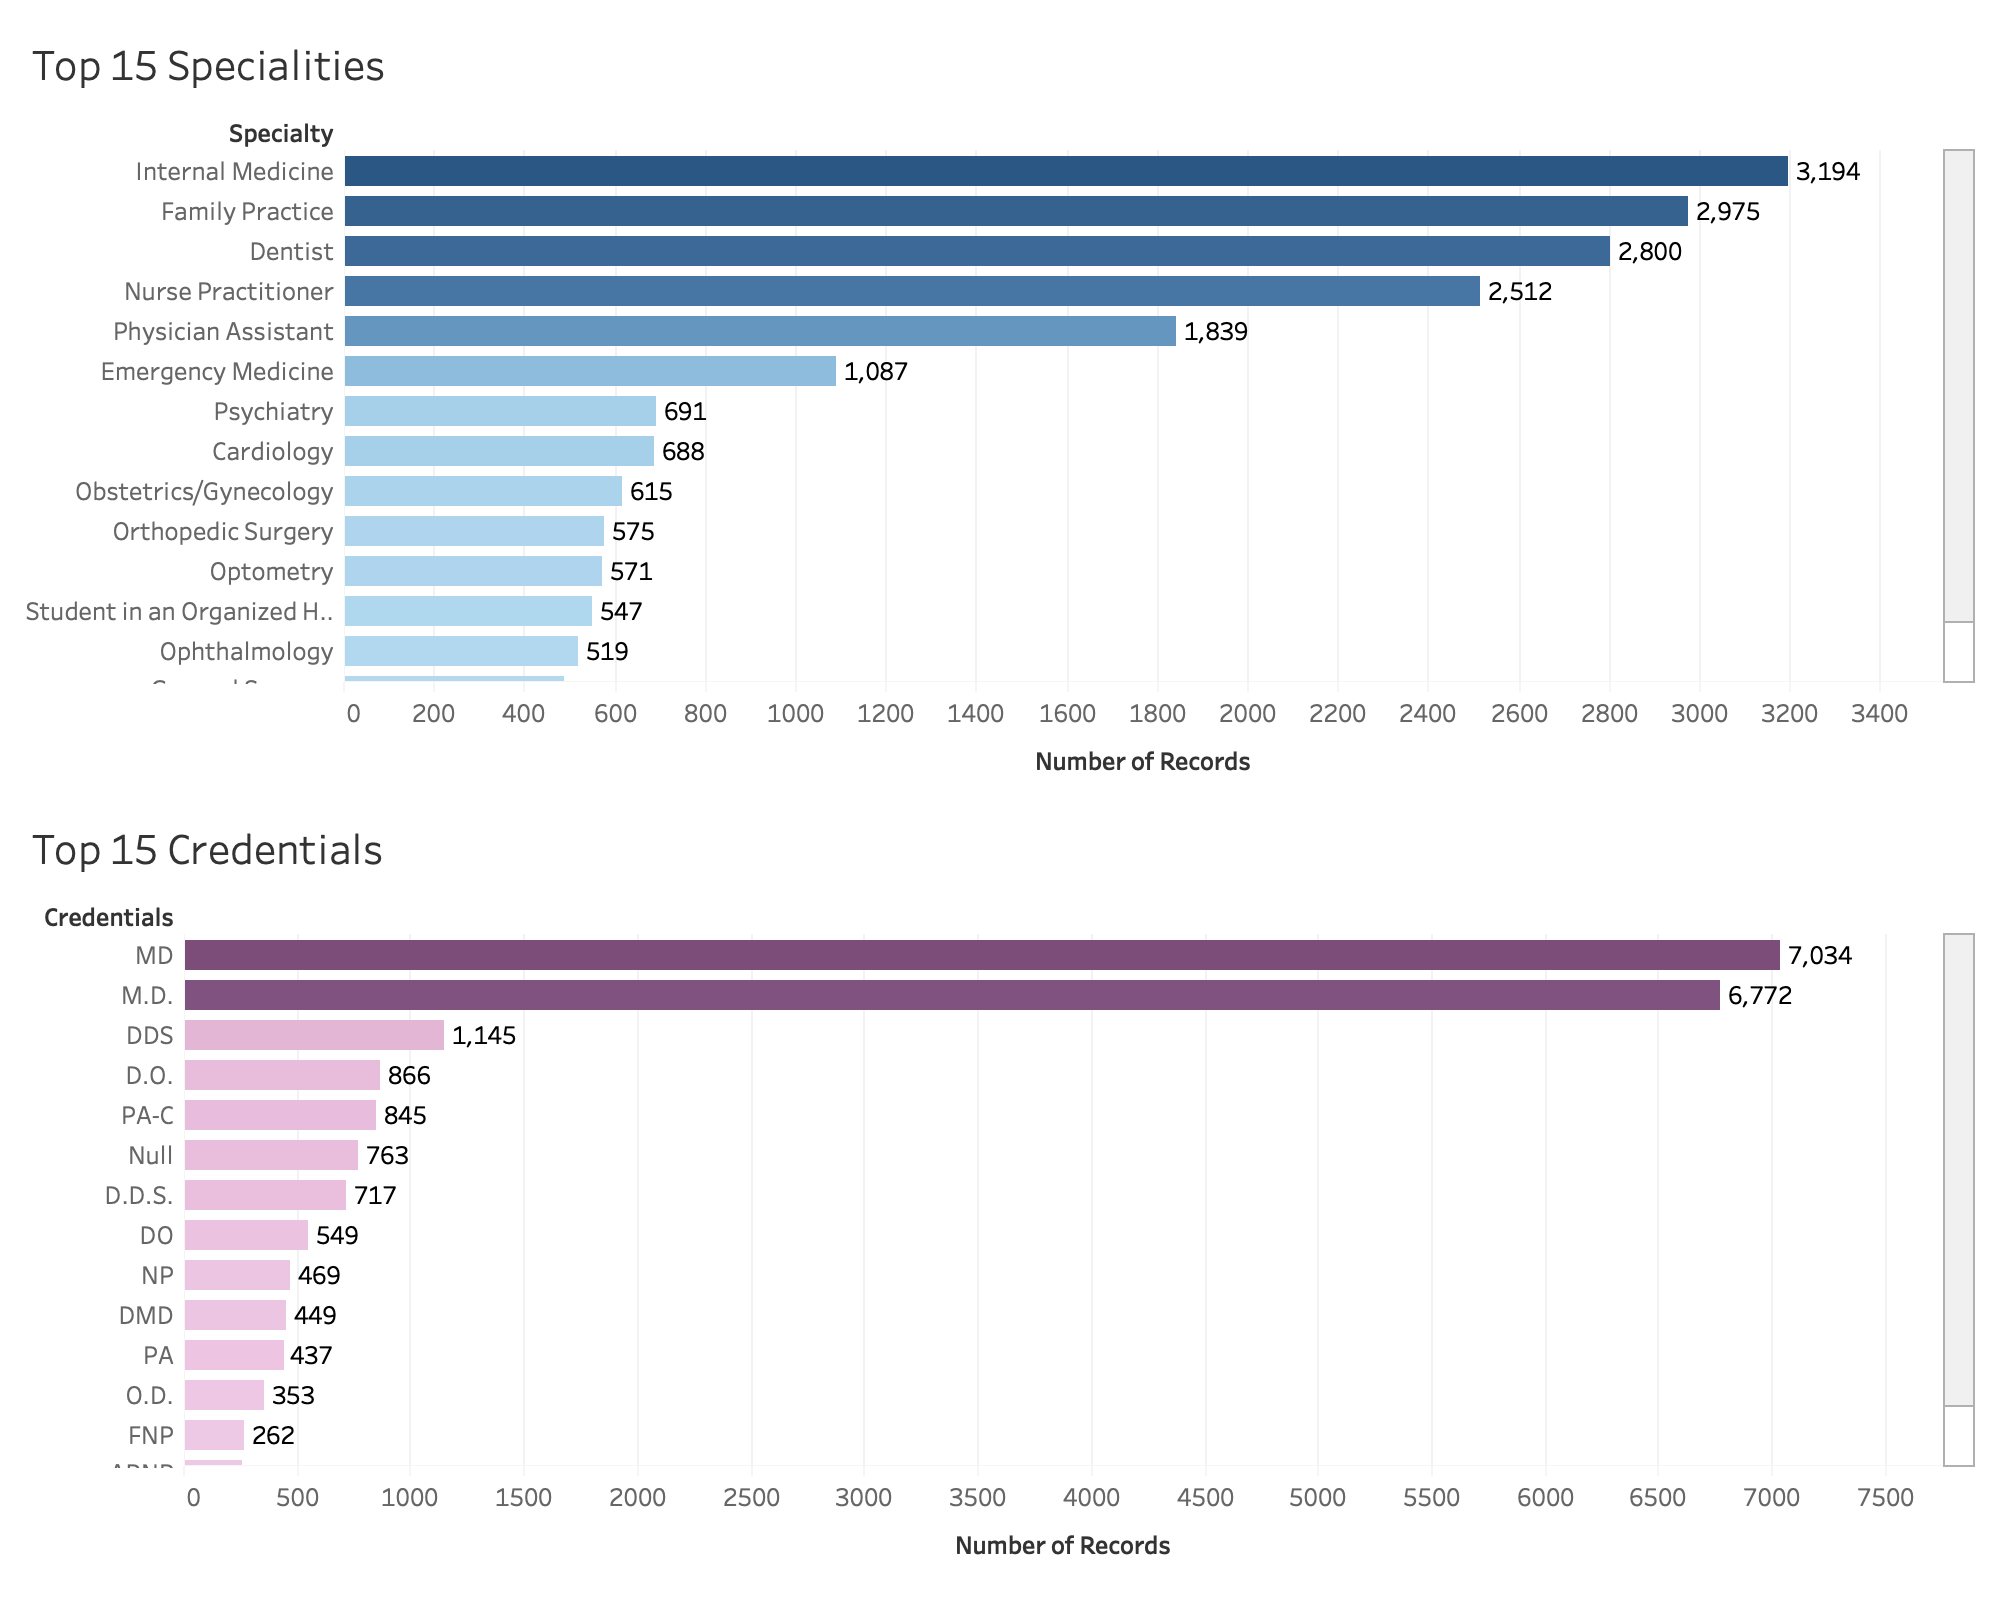 Top 15 Specialities
Specialty
Internal Medicine 3,194
Family Practice 2,975
Dentist 2,800
Nurse Practitioner 2,512
Physician Assistant 1,839
Emergency Medicine 1,087
Psychiatry 691
Cardiology 688
Obstetrics/Gynecology 615
Orthopedic Surgery 575
Optometry 571
Student in an Organized H.. 547
Ophthalmology 519
0 200 400 600 800 1000 1200 1400 1600 1800 2000 2200 2400 2600 2800 3000 3200 3400
Number of Records
Top 15 Credentials
Credentials
MD 7,034
M.D. 6,772
DDS 1,145
D.O. 866
PA-C 845
Null 763
D.D.S. 717
DO 549
NP 469
DMD 449
PA 437
O.D. 353
FNP 262
0 500 1000 1500 2000 2500 3000 3500 4000 4500 5000 5500 6000 6500 7000 7500
Number of Records